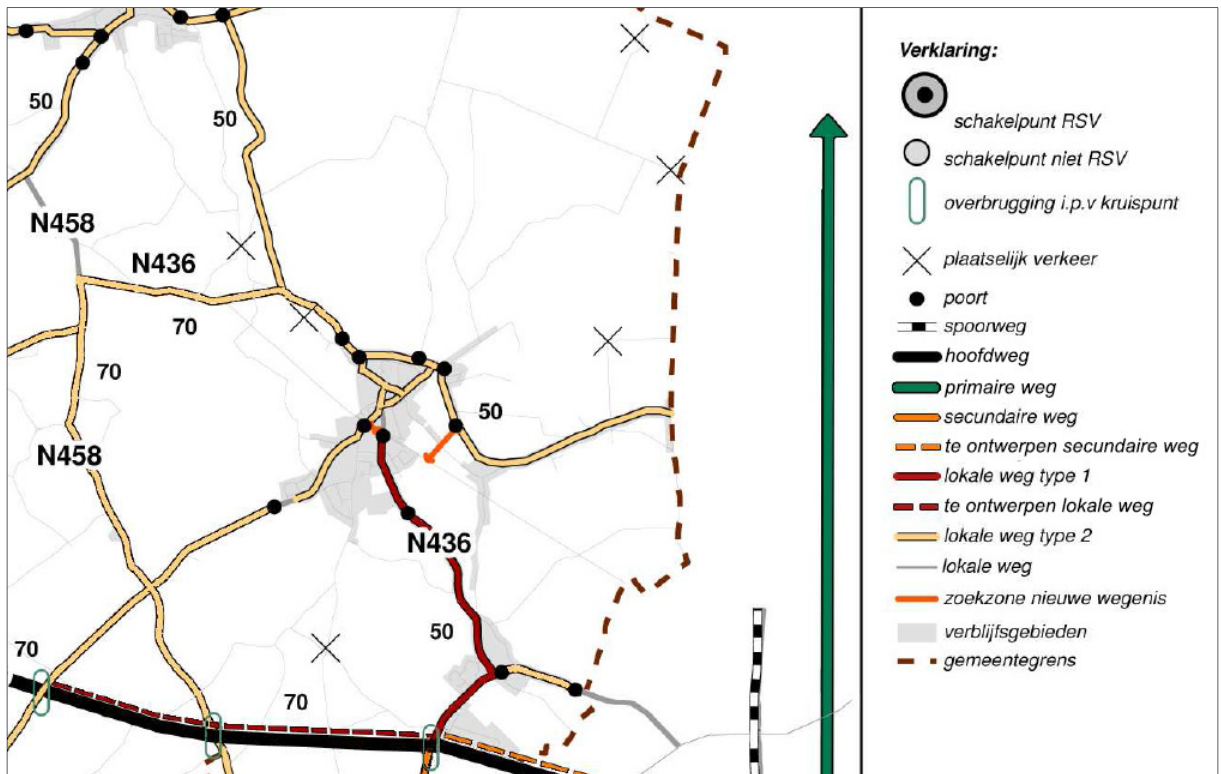 50
50
N458
N436
70
70
50
N458
N436
50
70
70
Verklaring:
schakelpunt RSV
schakelpunt niet RSV
overbrugging i.p.v kruispunt
plaatselijk verkeer
poort
spoorweg
hoofdweg
primaire weg
secundaire weg
te ontwerpen secundaire weg
lokale weg type 1
te ontwerpen lokale weg
lokale weg type 2
lokale weg
zoekzone nieuwe wegenis
verblijfsgebieden
gemeentegrens